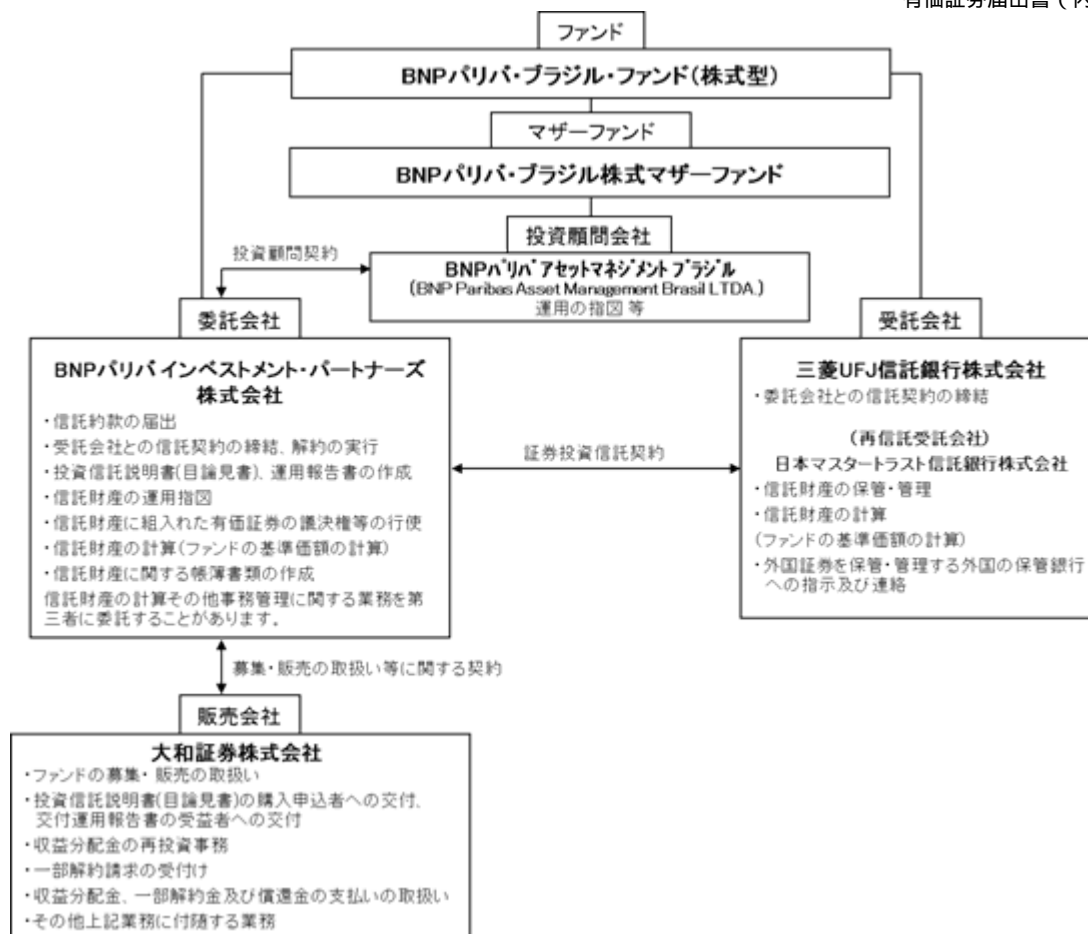 有価証券届出書(内
ファンド
BNPパリバ・ブラジル・ファンド(株式型)
マザーファンド
BNPパリバ・ブラジル株式マザーファンド
投資顧問会社
投資顧問契約
BNPパリバ アセットマネジメント ブラジル
(BNP Paribas Asset Management Brasil LTDA.)
運用の指図 等
委託会社
BNPパリバ インベストメント・パートナーズ
株式会社
・信託約款の届出
・受託会社との信託契約の締結、解約の実行
・投資信託説明書(目論見書)、運用報告書の作成
・信託財産の運用指図
・信託財産に組入れた有価証券の議決権等の行使
・信託財産の計算(ファンドの基準価額の計算)
・信託財産に関する帳簿書類の作成
信託財産の計算その他事務管理に関する業務を第
三者に委託することがあります。
証券投資信託契約
受託会社
三菱UFJ信託銀行株式会社
・委託会社との信託契約の締結
(再信託受託会社)
日本マスタートラスト信託銀行株式会社
・信託財産の保管・管理
・信託財産の計算
(ファンドの基準価額の計算)
・外国証券を保管・管理する外国の保管銀行
への指示及び連絡
募集・販売の取扱い等に関する契約
販売会社
大和証券株式会社
・ファンドの募集・販売の取扱い
・投資信託説明書(目論見書)の購入申込者への交付、
交付運用報告書の受益者への交付
・収益分配金の再投資事務
・一部解約請求の受付け
・収益分配金、一部解約金及び償還金の支払いの取扱い
・その他上記業務に付随する業務